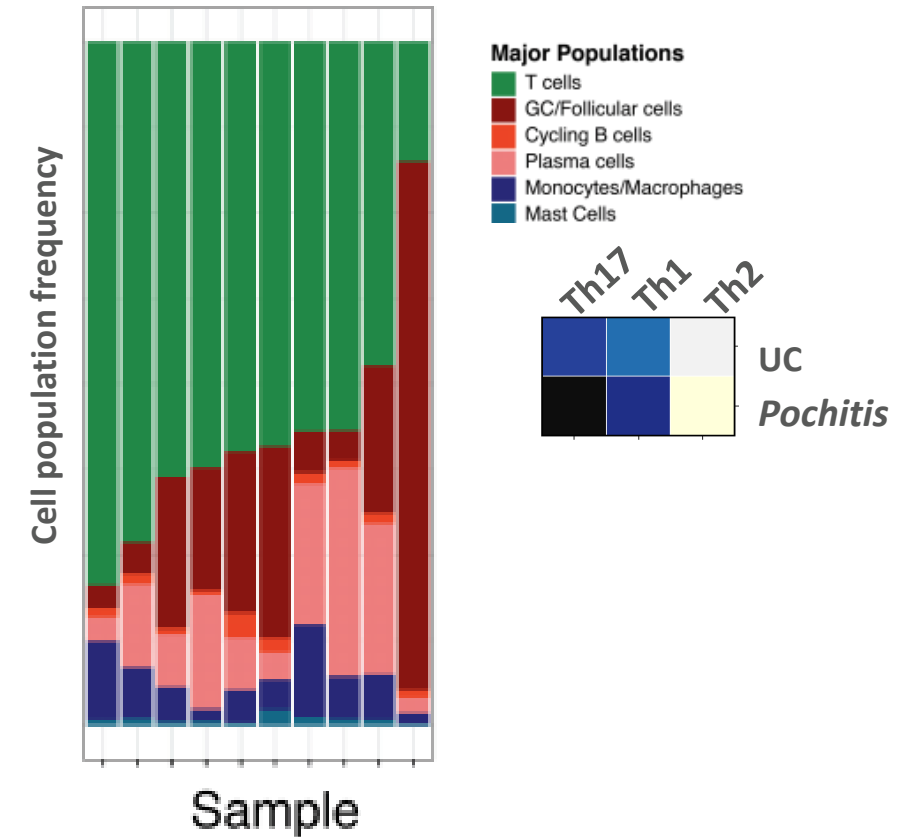 Cell population frequency
Sample
Major Populations
T cells
GC/Follicular cells
Cycling B cells
Plasma cells
Monocytes/Macrophages
Mast Cells
Th17
Th1
Th2
UC
Pochitis